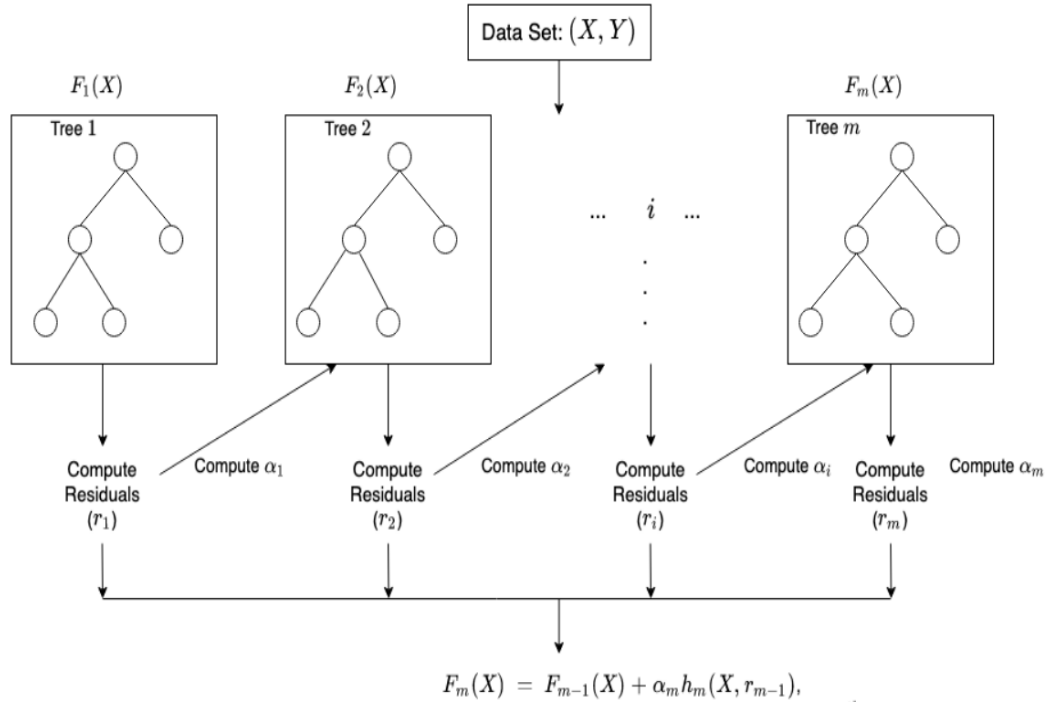 Data Set: (X, Y)
F₁(X) F₂(X) Fₘ(X)
Tree 1 Tree 2 Tree m
... i ...
.
.
.
Compute Compute α₁ Compute Compute α₂ Compute Compute αᵢ Compute Compute αₘ
Residuals Residuals Residuals Residuals
(r₁) (r₂) (rᵢ) (rₘ)
Fₘ(X) = Fₘ₋₁(X) + αₘhₘ(X, rₘ₋₁),